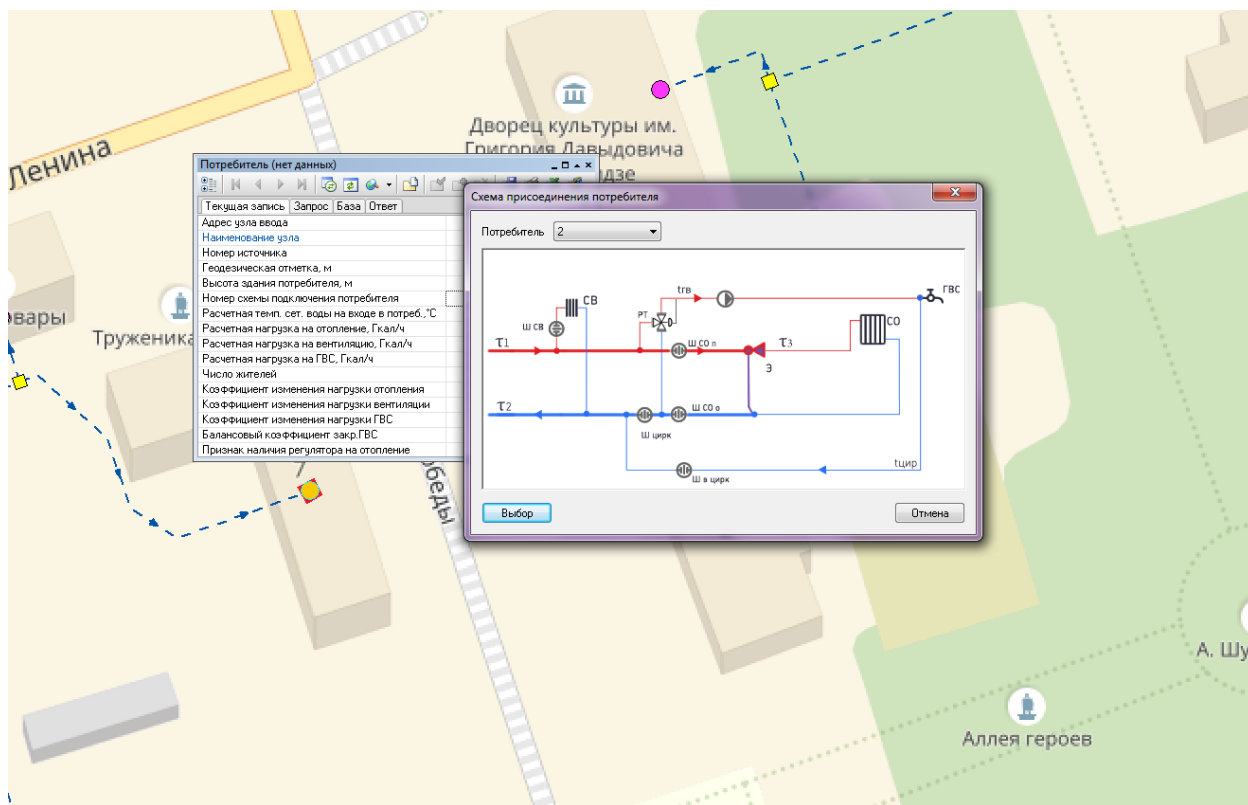 Ленина
Дворец культуры им.
Григория Давыдовича
дзе
Потребитель (нет данных)
Текущая запись Запрос База Ответ
Адрес узла ввода
Наименование узла
Номер источника
Геодезическая отметка, м
Высота здания потребителя, м
Номер схемы подключения потребителя
Расчетная темп. сет. воды на входе в потреб.,°C
Расчетная нагрузка на отопление, Гкал/ч
Расчетная нагрузка на вентиляцию, Гкал/ч
Расчетная нагрузка на ГВС, Гкал/ч
Число жителей
Коэффициент изменения нагрузки отопления
Коэффициент изменения нагрузки вентиляции
Коэффициент изменения нагрузки ГВС
Балансовый коэффициент закр.ГВС
Признак наличия регулятора на отопление
Схема присоединения потребителя
Потребитель 2
СВ
tгв
ГВС
Ш СВ
РТ
СО
τ1
Ш СО п
τ3
Э
τ2
Ш СО о
Ш цирк
tцир
Ш в цирк
Выбор
Отмена
овары
Труженика
обеды
А. Шу
Аллея героев